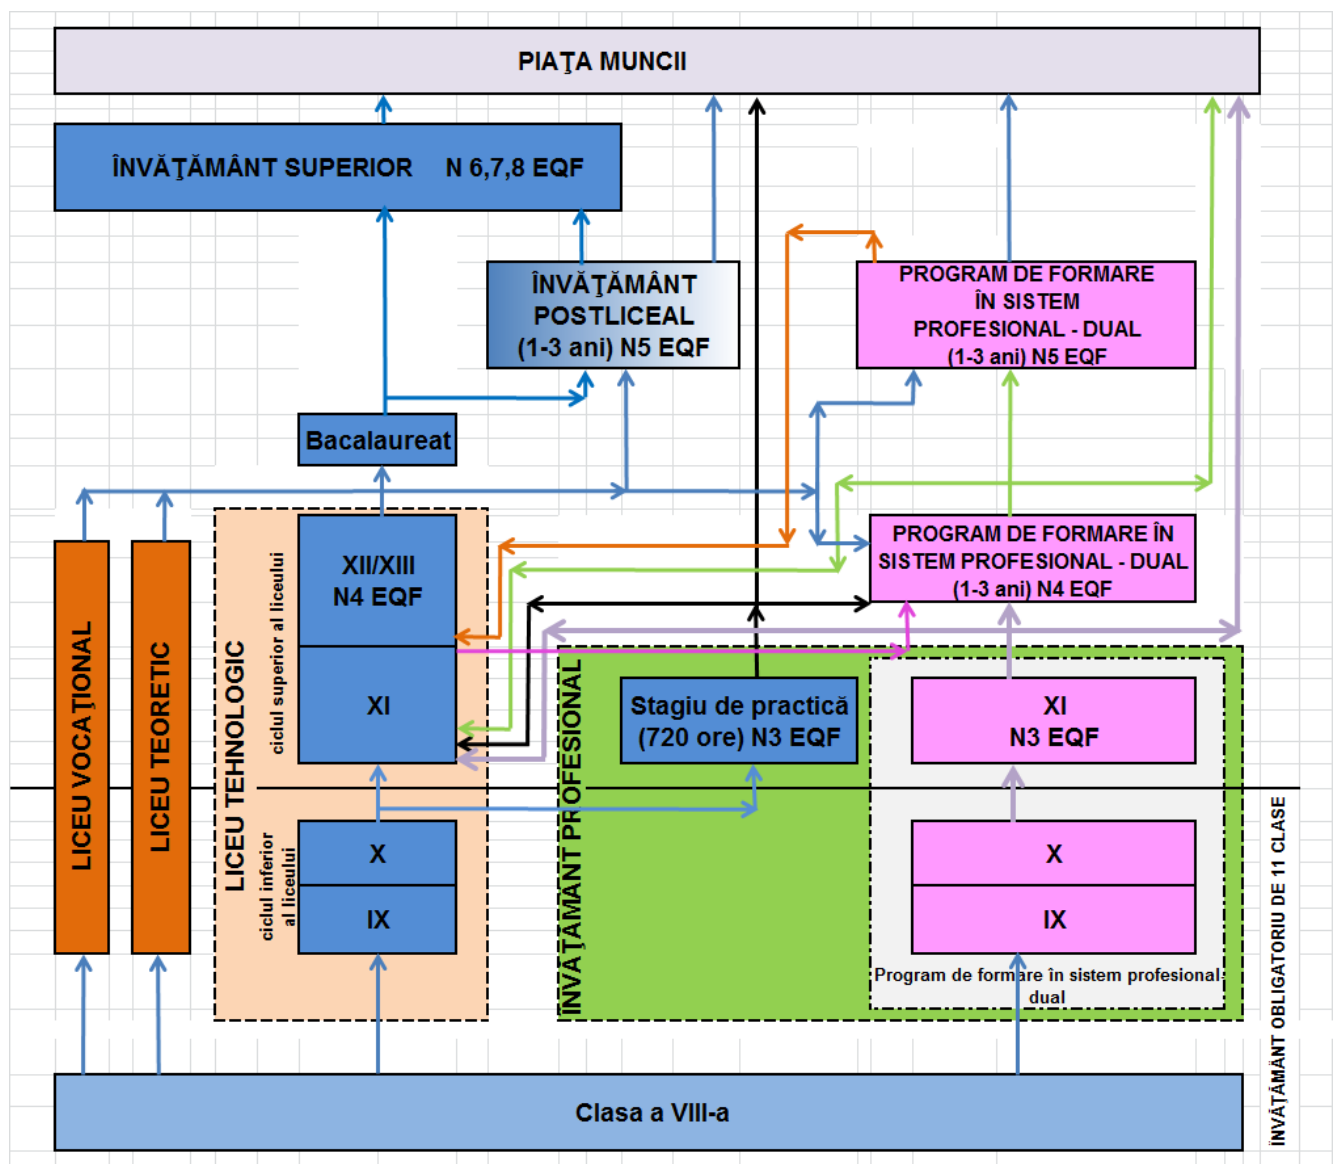 PIAŢA MUNCII
ÎNVĂŢĂMÂNT SUPERIOR N 6,7,8 EQF
ÎNVĂŢĂMÂNT
POSTLICEAL
(1-3 ani) N5 EQF
PROGRAM DE FORMARE
ÎN SISTEM
PROFESIONAL - DUAL
(1-3 ani) N5 EQF
Bacalaureat
PROGRAM DE FORMARE ÎN
SISTEM PROFESIONAL - DUAL
(1-3 ani) N4 EQF
LICEU VOCAŢIONAL
LICEU TEORETIC
LICEU TEHNOLOGIC
ciclul superior al liceului
XII/XIII
N4 EQF
XI
ciclul inferior
al liceului
X
IX
ÎNVĂŢĂMÂNT PROFESIONAL
Stagiu de practică
(720 ore) N3 EQF
XI
N3 EQF
X
IX
Program de formare în sistem profesional-
dual
ÎNVĂŢĂMÂNT OBLIGATORIU DE 11 CLASE
Clasa a VIII-a